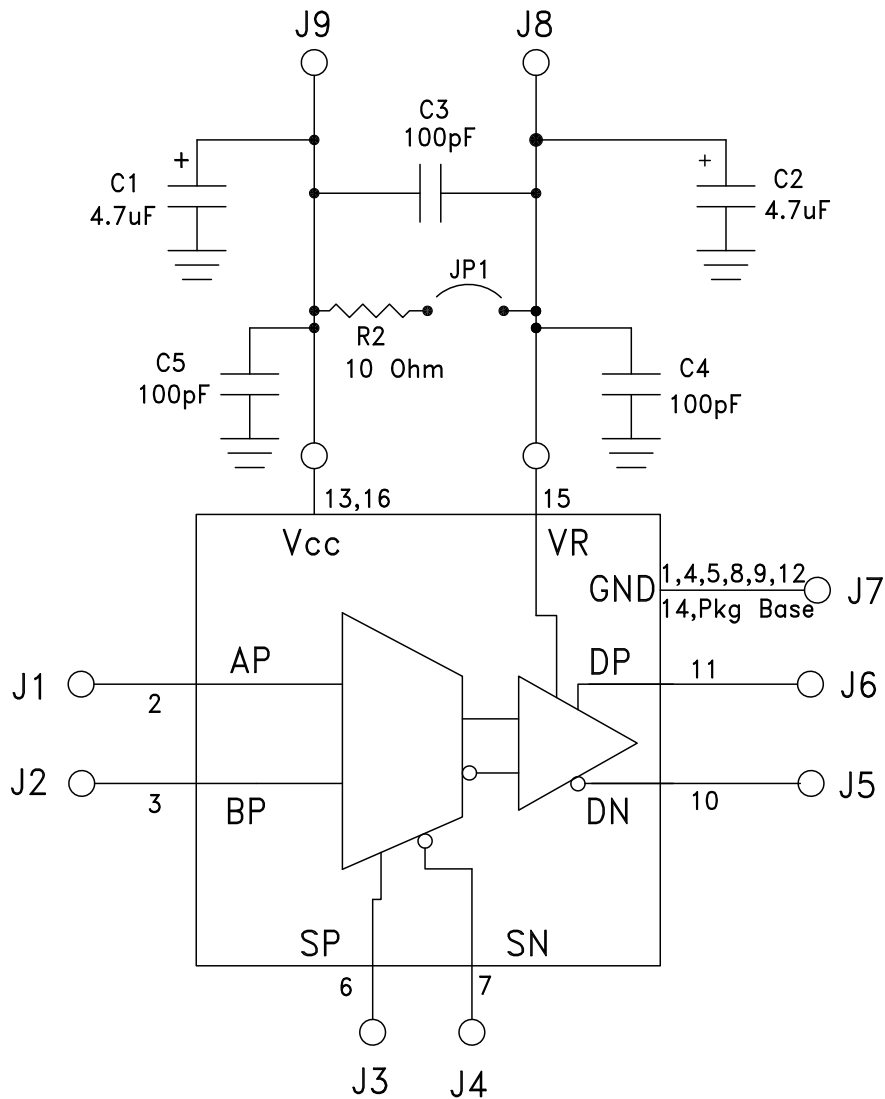 J9
J8
C3
100pF
+
C1
4.7uF
+
C2
4.7uF
JP1
R2
10 Ohm
C5
100pF
C4
100pF
13,16
15
Vcc
VR
GND
1,4,5,8,9,12
14,Pkg Base
J7
AP
DP
J1
2
11
J6
J2
3
BP
DN
10
J5
SP
SN
6
7
J3
J4